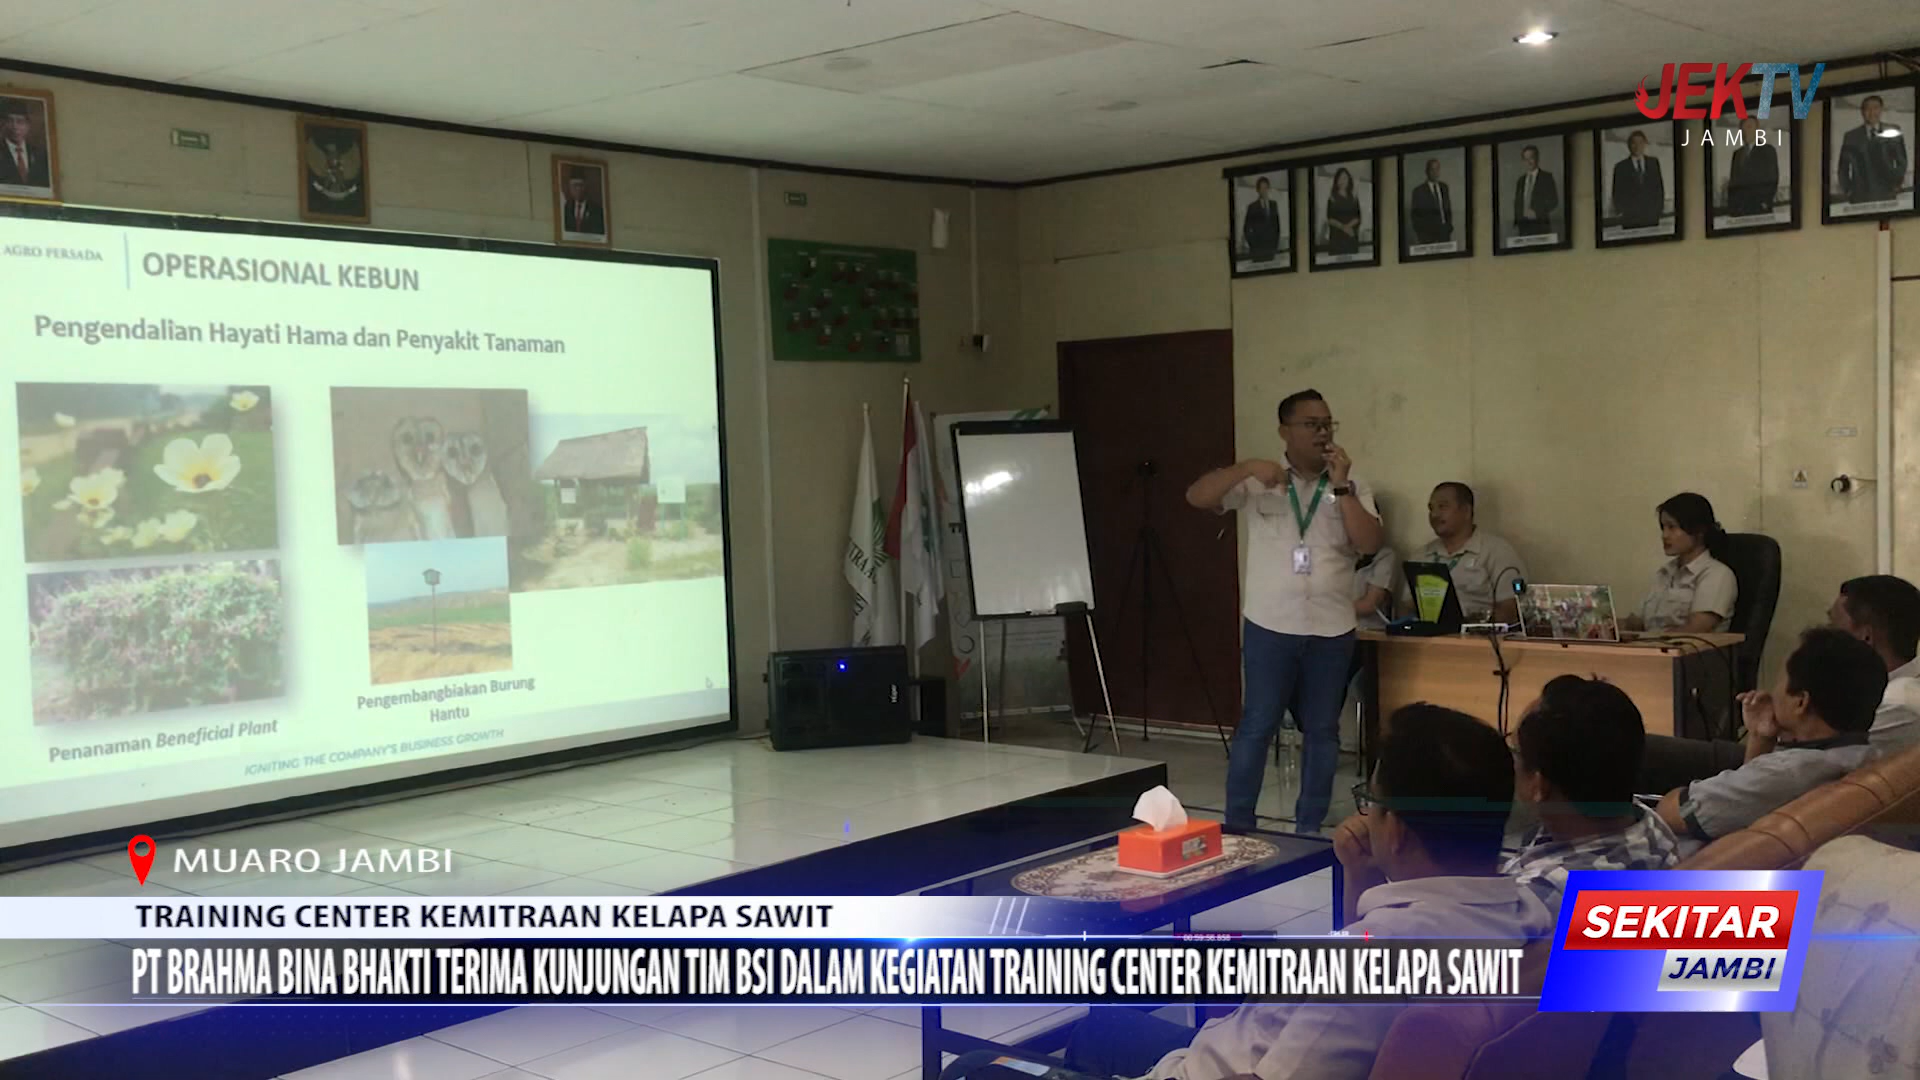 JEKTV
JAMBI
AGRO PERSADA
OPERASIONAL KEBUN
Pengendalian Hayati Hama dan Penyakit Tanaman
Penanaman Beneficial Plant
Pengembangbiakan Burung
Hantu
IGNITING THE COMPANY'S BUSINESS GROWTH
MUARO JAMBI
TRAINING CENTER KEMITRAAN KELAPA SAWIT
PT BRAHMA BINA BHAKTI TERIMA KUNJUNGAN TIM BSI DALAM KEGIATAN TRAINING CENTER KEMITRAAN KELAPA SAWIT
SEKITAR
JAMBI